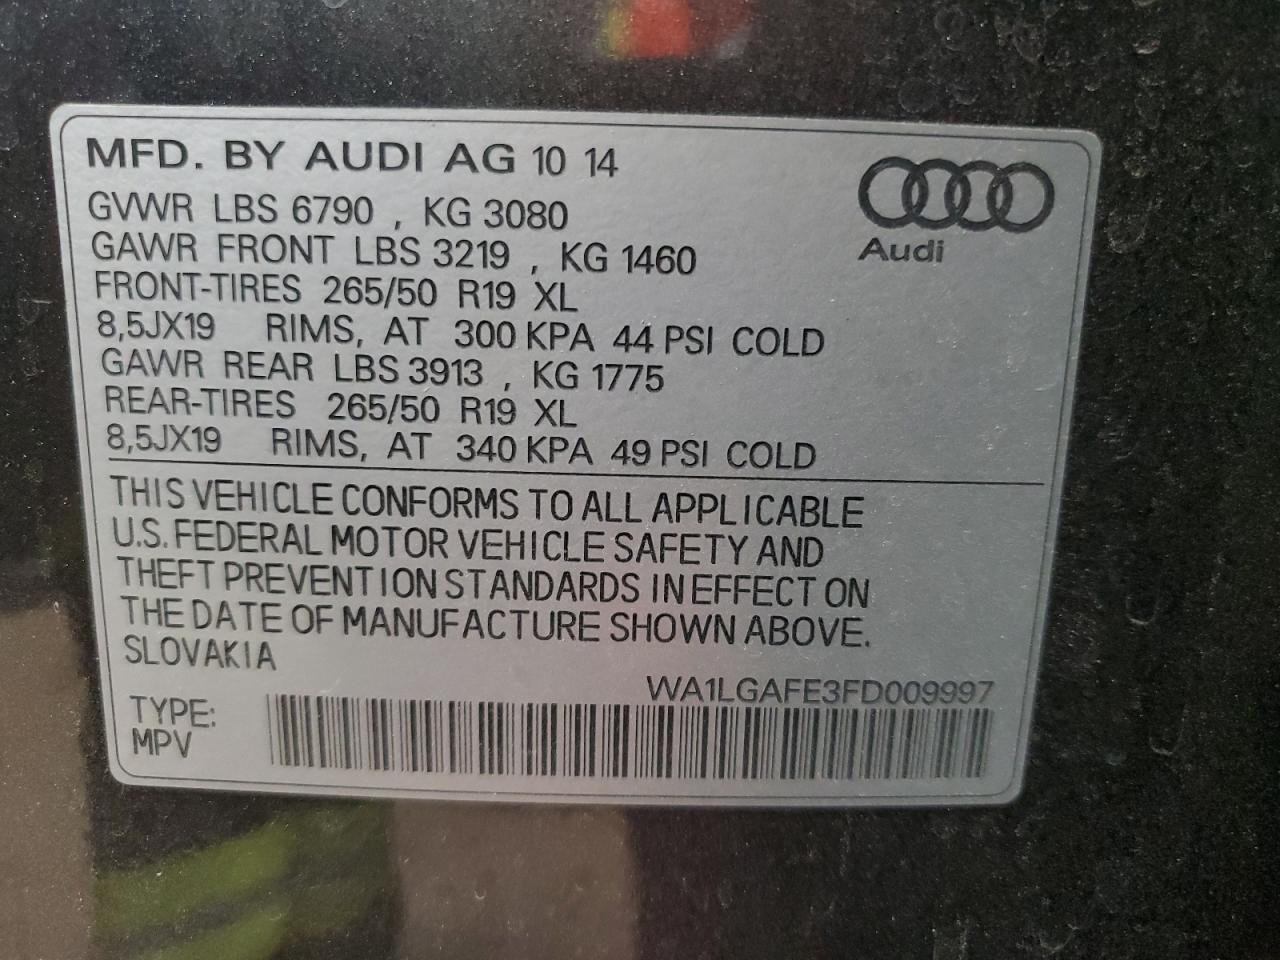 MFD. BY AUDI AG 10 14
Audi
GVWR LBS 6790 , KG 3080
GAWR FRONT LBS 3219 , KG 1460
FRONT-TIRES 265/50 R19 XL
8,5JX19 RIMS, AT 300 KPA 44 PSI COLD
GAWR REAR LBS 3913 , KG 1775
REAR-TIRES 265/50 R19 XL
8,5JX19 RIMS, AT 340 KPA 49 PSI COLD
THIS VEHICLE CONFORMS TO ALL APPLICABLE
U.S. FEDERAL MOTOR VEHICLE SAFETY AND
THEFT PREVENTION STANDARDS IN EFFECT ON
THE DATE OF MANUFACTURE SHOWN ABOVE.
SLOVAKIA
WA1LGAFE3FD009997
TYPE:
MPV